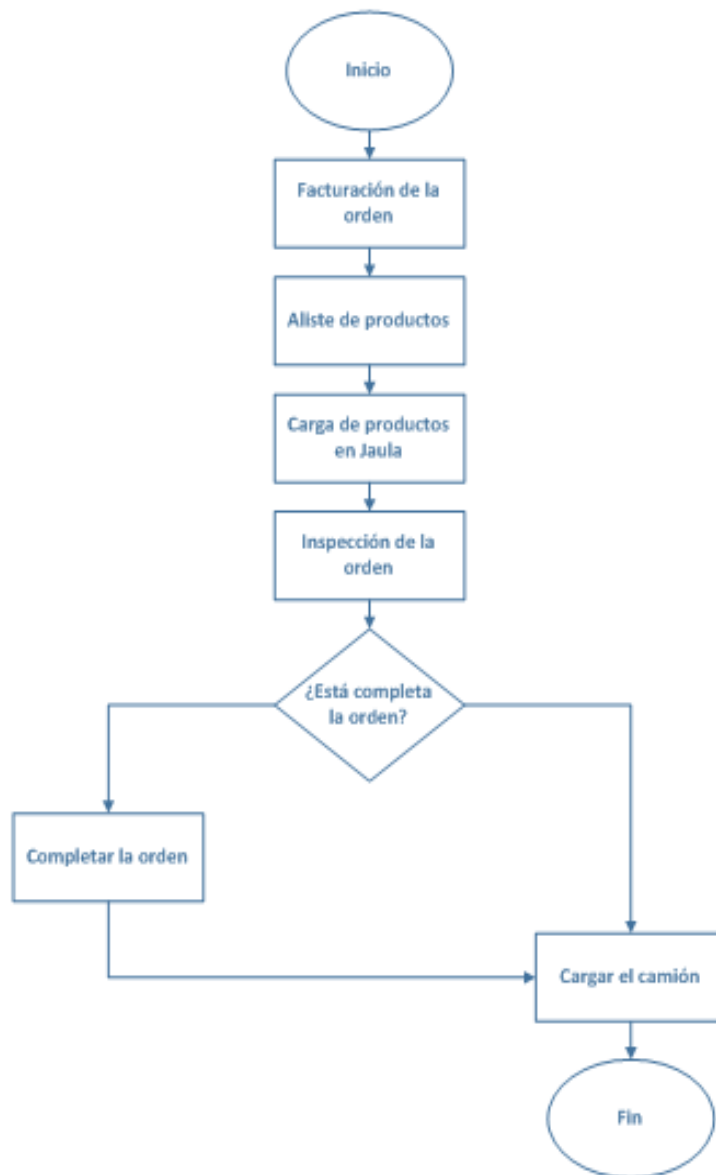 Inicio
Facturación de la
orden
Aliste de productos
Carga de productos
en Jaula
Inspección de la
orden
¿Está completa
la orden?
Completar la orden
Cargar el camión
Fin